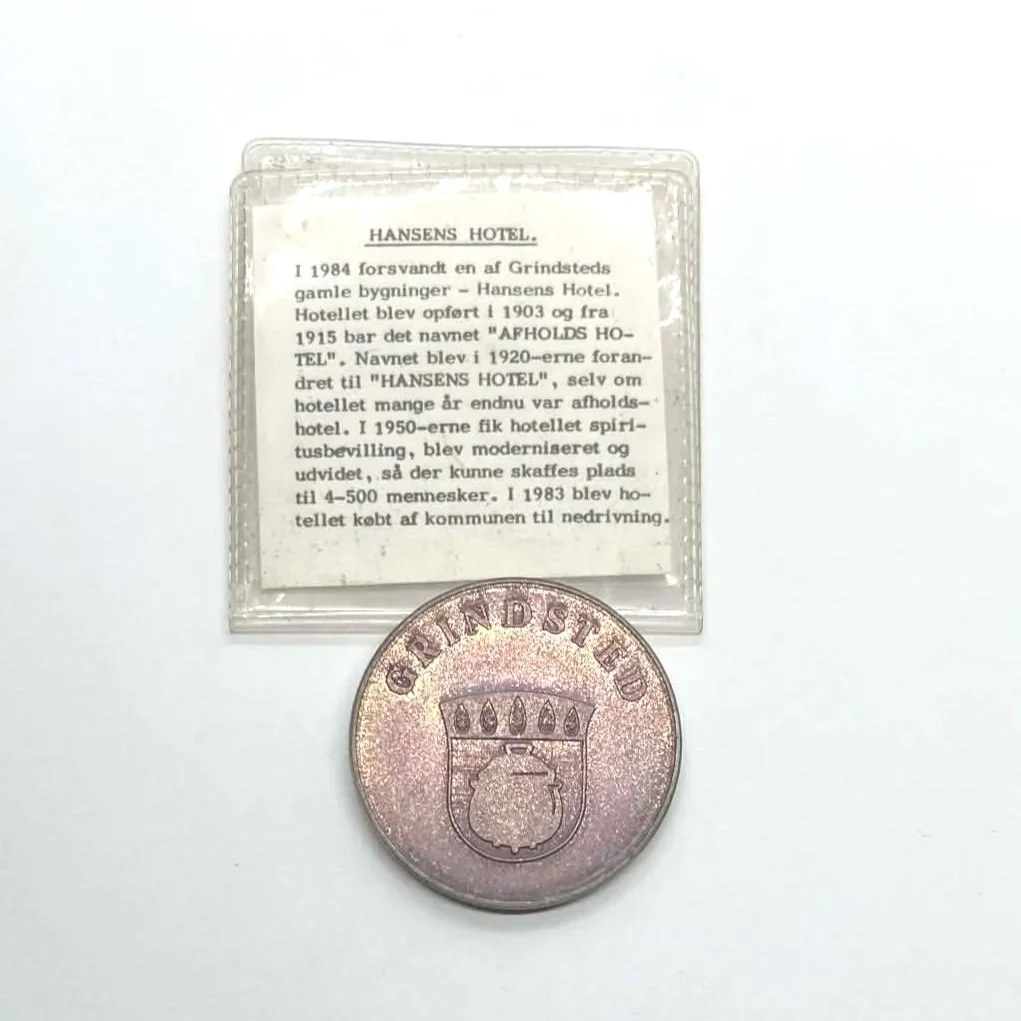 HANSENS HOTEL.
I 1984 forsvandt en af Grindsteds
gamle bygninger - Hansens Hotel.
Hotellet blev opført i 1903 og fra
1915 bar det navnet "AFHOLDS HO-
TEL". Navnet blev i 1920-erne foran-
dret til "HANSENS HOTEL", selv om
hotellet mange år endnu var afholds-
hotel. I 1950-erne fik hotellet spiri-
tusbevilling, blev moderniseret og
udvidet, så der kunne skaffes plads
til 4-500 mennesker. I 1983 blev ho-
tellet købt af kommunen til nedrivning.
GRINDSTED